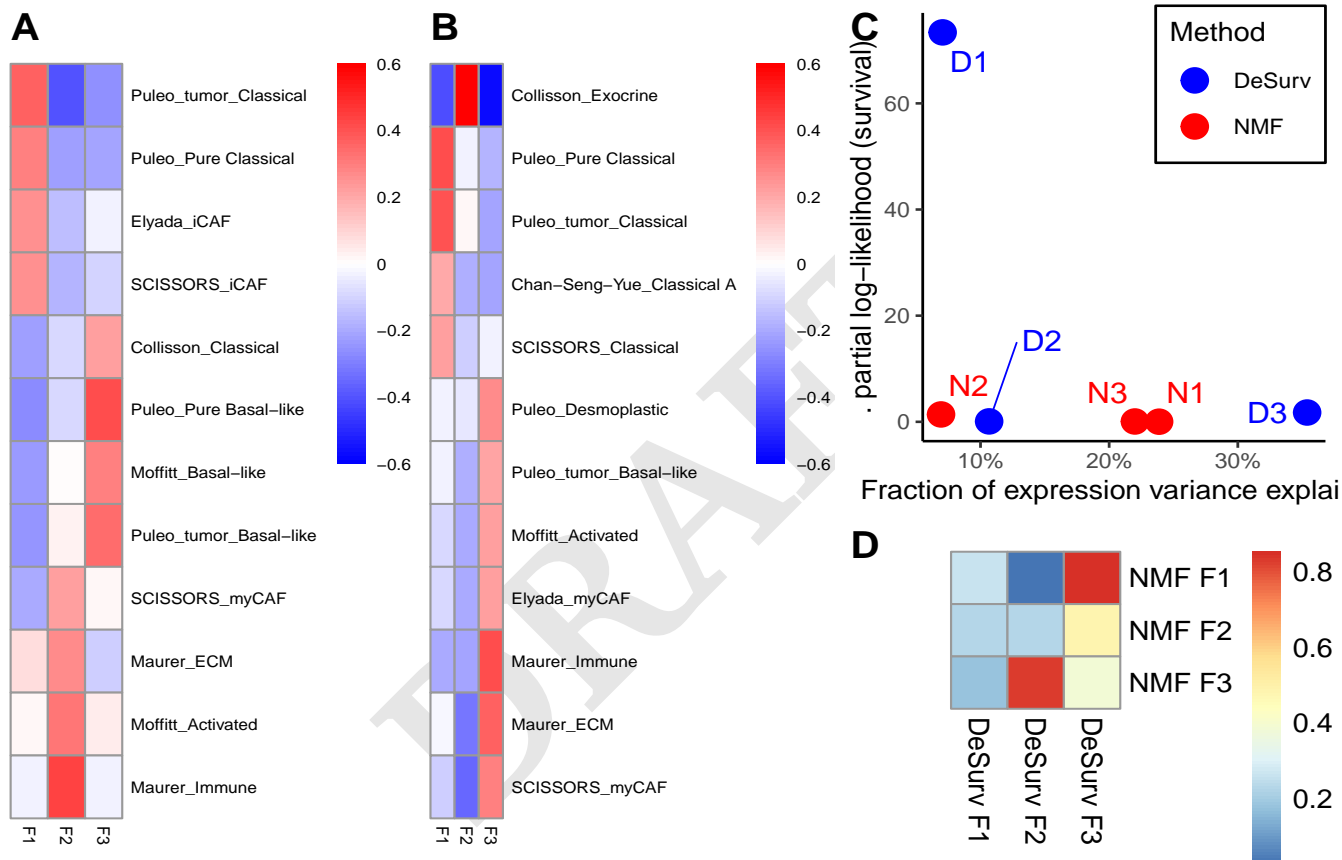 A
Puleo_tumor_Classical
Puleo_Pure Classical
Elyada_iCAF
SCISSORS_iCAF
Collisson_Classical
Puleo_Pure Basal-like
Moffitt_Basal-like
Puleo_tumor_Basal-like
SCISSORS_myCAF
Maurer_ECM
Moffitt_Activated
Maurer_Immune
F1
F2
F3
0.6
0.4
0.2
0
−0.2
−0.4
−0.6
B
Collisson_Exocrine
Puleo_Pure Classical
Puleo_tumor_Classical
Chan-Seng-Yue_Classical A
SCISSORS_Classical
Puleo_Desmoplastic
Puleo_tumor_Basal-like
Moffitt_Activated
Elyada_myCAF
Maurer_Immune
Maurer_ECM
SCISSORS_myCAF
F1
F2
F3
0.6
0.4
0.2
0
−0.2
−0.4
−0.6
DRAFT
C
. partial log−likelihood (survival)
60
40
20
0
10%
20%
30%
Fraction of expression variance explai
Method
DeSurv
NMF
D1
D2
N2
N3
N1
D3
D
NMF F1
NMF F2
NMF F3
DeSurv F1
DeSurv F2
DeSurv F3
0.8
0.6
0.4
0.2